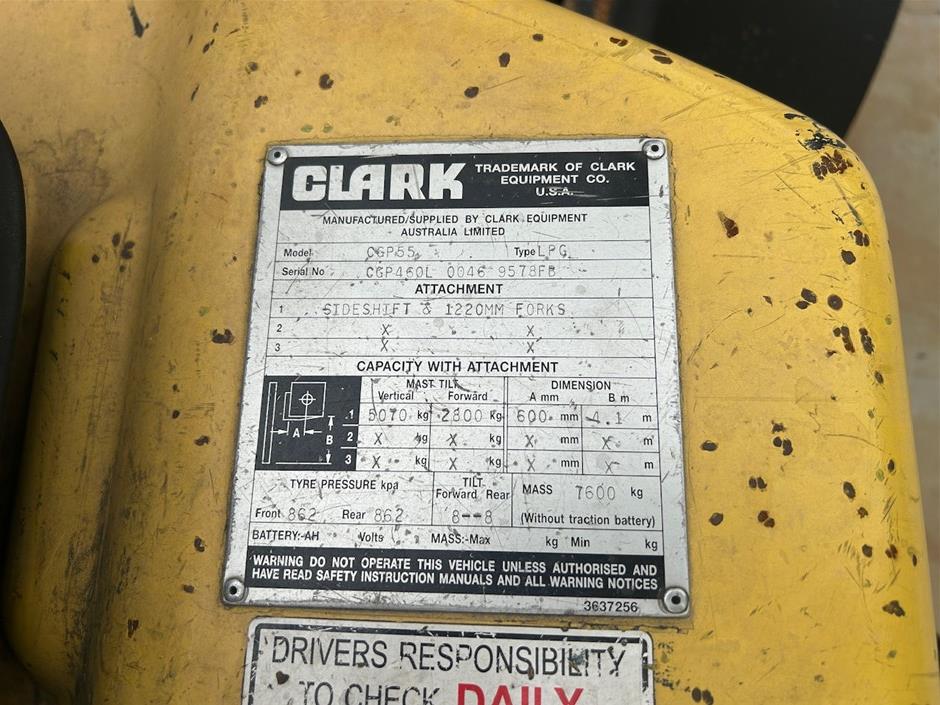 CLARK TRADEMARK OF CLARK
EQUIPMENT CO.
U.S.A.
MANUFACTURED/SUPPLIED BY CLARK EQUIPMENT
AUSTRALIA LIMITED
Model CGP55 Type LPG
Serial No CGP460L 0046 9578FB
ATTACHMENT
1 SIDESHIFT & 1220MM FORKS
2 X X
3 X X
CAPACITY WITH ATTACHMENT
MAST TILT DIMENSION
Vertical Forward A mm B m
A B
1 5070 kg 2800 kg 600 mm 4.1 m
2 X kg X kg X mm X m
3 X kg X kg X mm X m
TYRE PRESSURE kpa TILT MASS 7600 kg
Forward Rear
Front 862 Rear 862 8--8 (Without traction battery)
BATTERY:-AH Volts MASS:-Max kg Min kg
WARNING DO NOT OPERATE THIS VEHICLE UNLESS AUTHORISED AND
HAVE READ SAFETY INSTRUCTION MANUALS AND ALL WARNING NOTICES
3637256
DRIVERS RESPONSIBILITY
TO CHECK DAILY